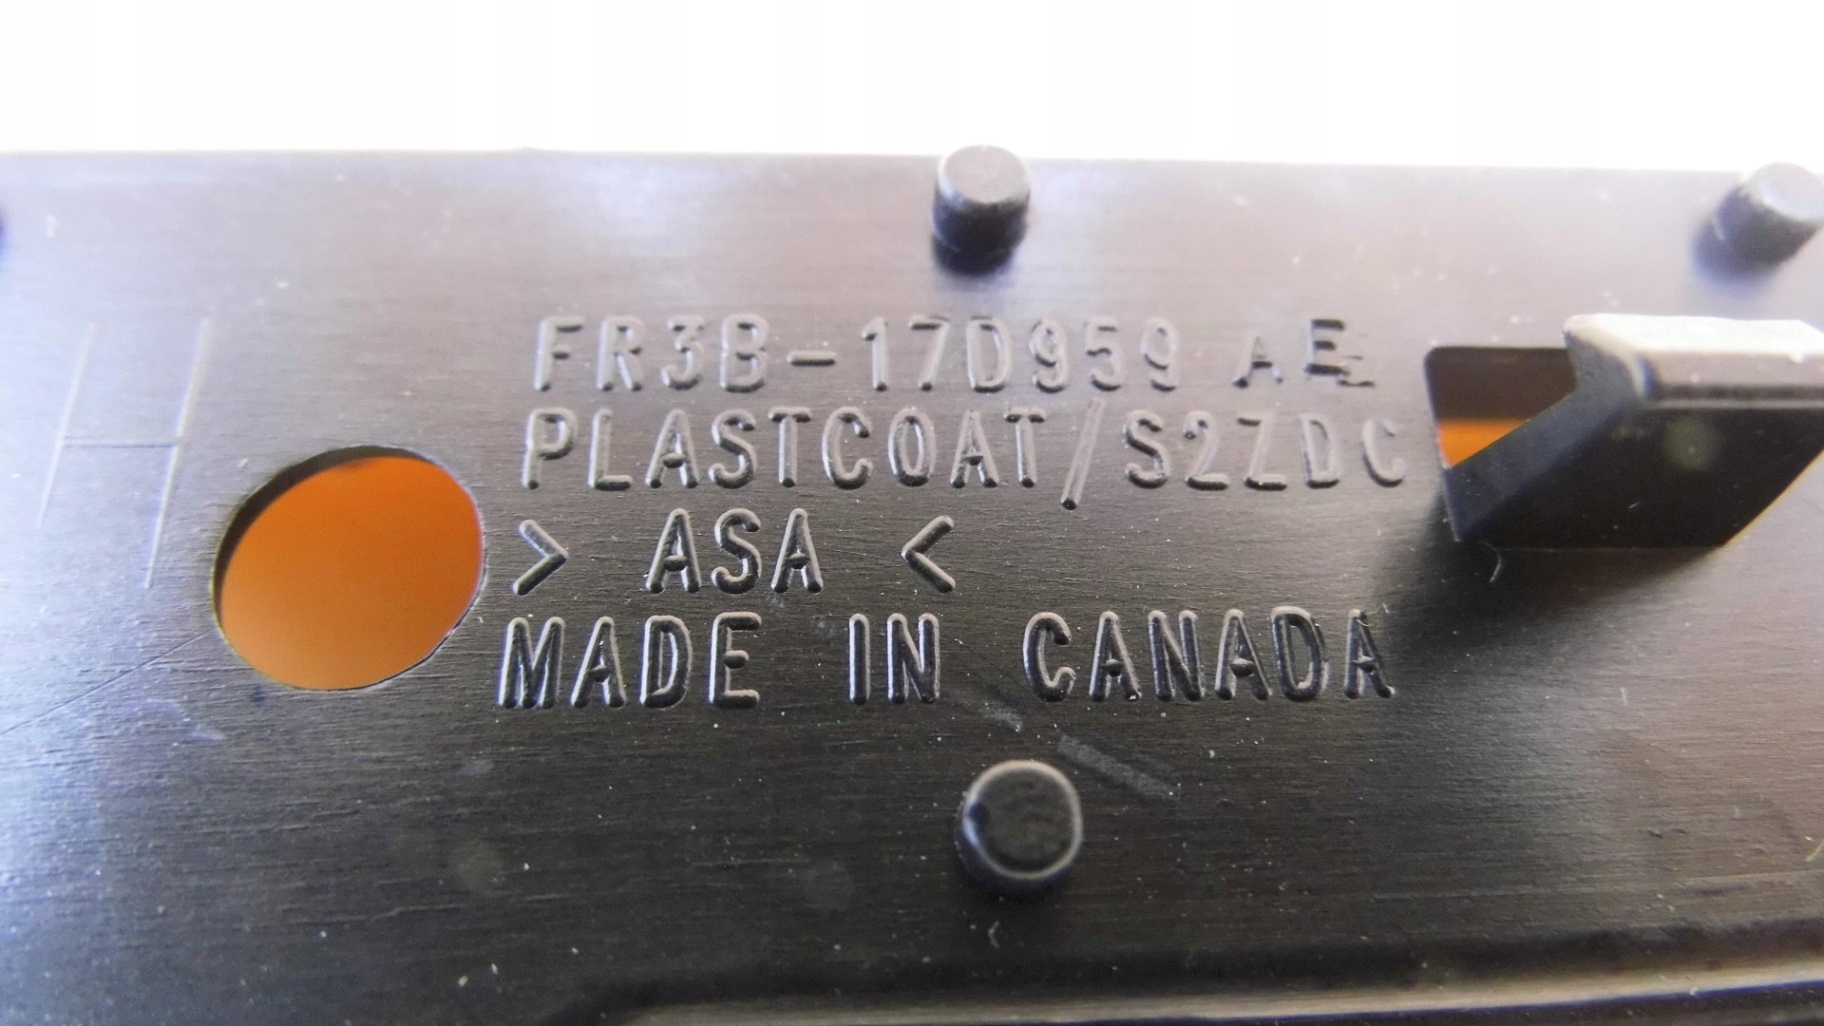 FR3B-17D959 AE
PLASTCOAT/S2ZDC
> ASA <
MADE IN CANADA
H